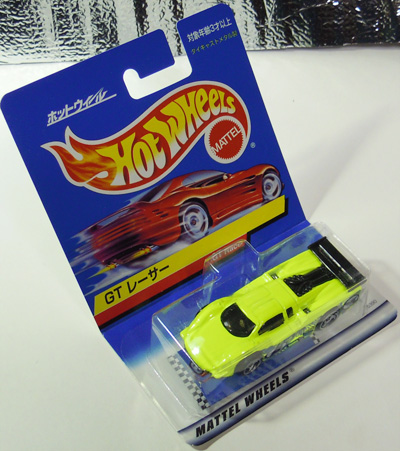 対象年齢3才以上
ダイキャストメタル製
ホットウィール
HOT WHEELS
MATTEL
GT レーサー
MATTEL WHEELS